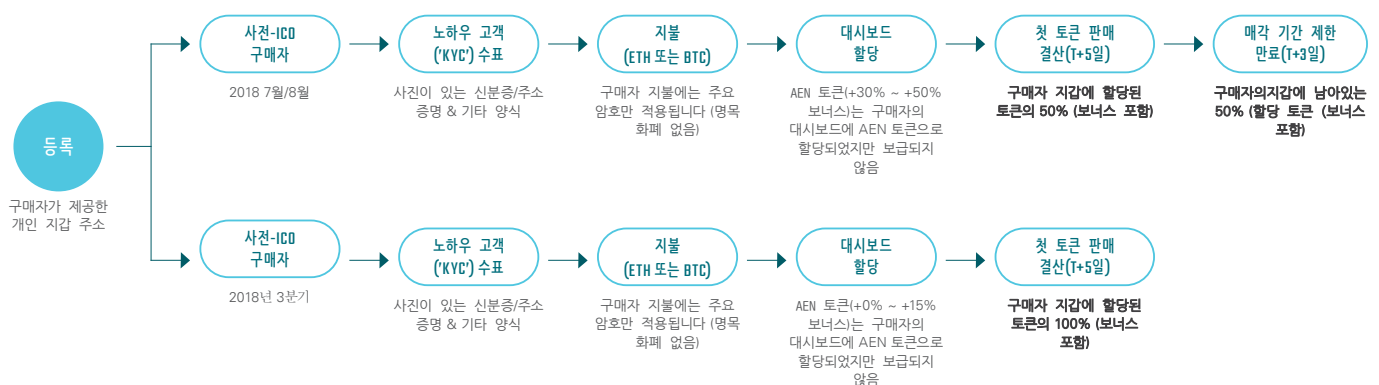 등록
구매자가 제공한
개인 지갑 주소
사전-ICO
구매자
2018 7월/8월
노하우 고객
('KYC') 수표
사진이 있는 신분증/주소
증명 & 기타 양식
지불
(ETH 또는 BTC)
구매자 지불에는 주요
암호만 적용됩니다 (명목
화폐 없음)
대시보드
할당
AEN 토큰(+30% ~ +50%
보너스)는 구매자의
대시보드에 AEN 토큰으로
할당되었지만 보급되지
않음
첫 토큰 판매
결산(T+5일)
구매자 지갑에 할당된
토큰의 50% (보너스 포함)
매각 기간 제한
만료(T+3일)
구매자의지갑에 남아있는
50% (할당 토큰 (보너스
포함)
사전-ICO
구매자
2018년 3분기
노하우 고객
('KYC') 수표
사진이 있는 신분증/주소
증명 & 기타 양식
지불
(ETH 또는 BTC)
구매자 지불에는 주요
암호만 적용됩니다 (명목
화폐 없음)
대시보드
할당
AEN 토큰(+0% ~ +15%
보너스)는 구매자의
대시보드에 AEN 토큰으로
할당되었지만 보급되지
않음
첫 토큰 판매
결산(T+5일)
구매자 지갑에 할당된
토큰의 100% (보너스
포함)